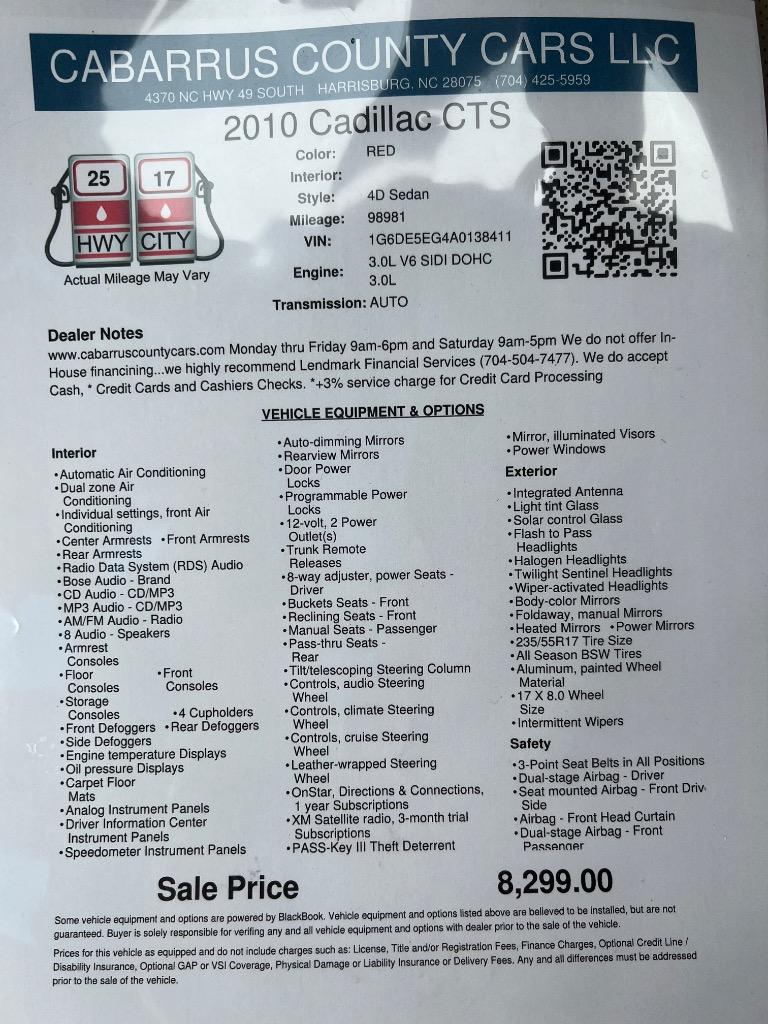 CABARRUS COUNTY CARS LLC
4370 NC HWY 49 SOUTH HARRISBURG, NC 28075 (704) 425-5959
2010 Cadillac CTS
25 17
HWY CITY
Actual Mileage May Vary
Color: RED
Interior:
Style: 4D Sedan
Mileage: 98981
VIN: 1G6DE5EG4A0138411
Engine: 3.0L V6 SIDI DOHC
3.0L
Transmission: AUTO
Dealer Notes
www.cabarruscountycars.com Monday thru Friday 9am-6pm and Saturday 9am-5pm We do not offer In-
House financining...we highly recommend Lendmark Financial Services (704-504-7477). We do accept
Cash, * Credit Cards and Cashiers Checks. *+3% service charge for Credit Card Processing
VEHICLE EQUIPMENT & OPTIONS
Interior
•Automatic Air Conditioning
•Dual zone Air
Conditioning
•Individual settings, front Air
Conditioning
•Center Armrests •Front Armrests
•Rear Armrests
•Radio Data System (RDS) Audio
•Bose Audio - Brand
•CD Audio - CD/MP3
•MP3 Audio - CD/MP3
•AM/FM Audio - Radio
•8 Audio - Speakers
•Armrest
Consoles
•Floor •Front
Consoles Consoles
•Storage
Consoles •4 Cupholders
•Front Defoggers •Rear Defoggers
•Side Defoggers
•Engine temperature Displays
•Oil pressure Displays
•Carpet Floor
Mats
•Analog Instrument Panels
•Driver Information Center
Instrument Panels
•Speedometer Instrument Panels
•Auto-dimming Mirrors
•Rearview Mirrors
•Door Power
Locks
•Programmable Power
Locks
•12-volt, 2 Power
Outlet(s)
•Trunk Remote
Releases
•8-way adjuster, power Seats -
Driver
•Buckets Seats - Front
•Reclining Seats - Front
•Manual Seats - Passenger
•Pass-thru Seats -
Rear
•Tilt/telescoping Steering Column
•Controls, audio Steering
Wheel
•Controls, climate Steering
Wheel
•Controls, cruise Steering
Wheel
•Leather-wrapped Steering
Wheel
•OnStar, Directions & Connections,
1 year Subscriptions
•XM Satellite radio, 3-month trial
Subscriptions
•PASS-Key III Theft Deterrent
•Mirror, illuminated Visors
•Power Windows
Exterior
•Integrated Antenna
•Light tint Glass
•Solar control Glass
•Flash to Pass
Headlights
•Halogen Headlights
•Twilight Sentinel Headlights
•Wiper-activated Headlights
•Body-color Mirrors
•Foldaway, manual Mirrors
•Heated Mirrors •Power Mirrors
•235/55R17 Tire Size
•All Season BSW Tires
•Aluminum, painted Wheel
Material
•17 X 8.0 Wheel
Size
•Intermittent Wipers
Safety
•3-Point Seat Belts in All Positions
•Dual-stage Airbag - Driver
•Seat mounted Airbag - Front Driv
Side
•Airbag - Front Head Curtain
•Dual-stage Airbag - Front
Passenger
Sale Price 8,299.00
Some vehicle equipment and options are powered by BlackBook. Vehicle equipment and options listed above are believed to be installed, but are not
guaranteed. Buyer is solely responsible for verifing any and all vehicle equipment and options with dealer prior to the sale of the vehicle.
Prices for this vehicle as equipped and do not include charges such as: License, Title and/or Registration Fees, Finance Charges, Optional Credit Line /
Disability Insurance, Optional GAP or VSI Coverage, Physical Damage or Liability Insurance or Delivery Fees. Any and all differences must be addressed
prior to the sale of the vehicle.